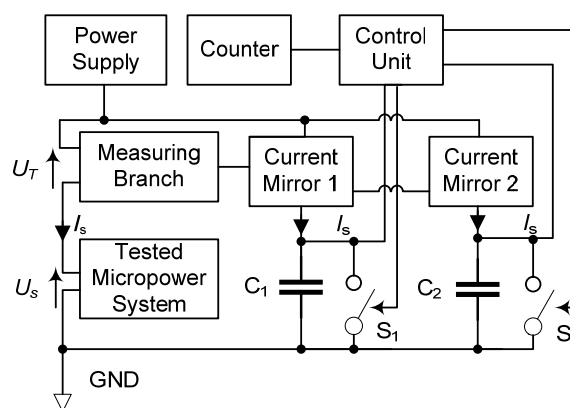 Power
Supply
Counter
Control
Unit
Measuring
Branch
Current
Mirror 1
Current
Mirror 2
U_T
I_s
I_s
I_s
Tested
Micropower
System
U_s
C_1
S_1
C_2
S
GND